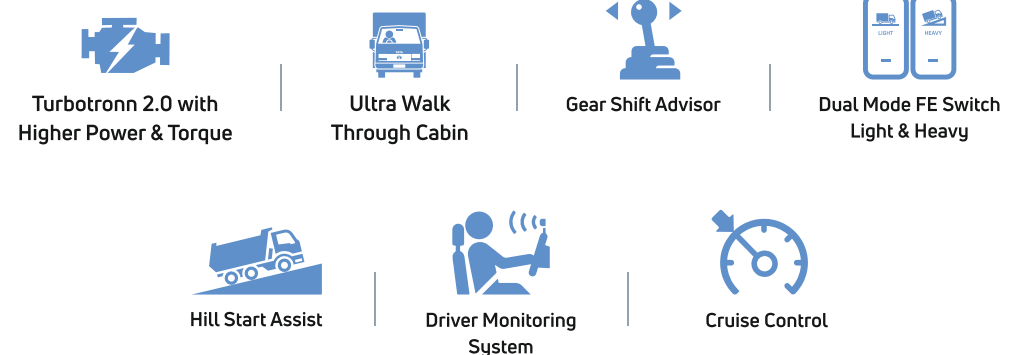 LIGHT
HEAVY
Turbotronn 2.0 with
Higher Power & Torque
Ultra Walk
Through Cabin
Gear Shift Advisor
Dual Mode FE Switch
Light & Heavy
Hill Start Assist
Driver Monitoring
System
Cruise Control